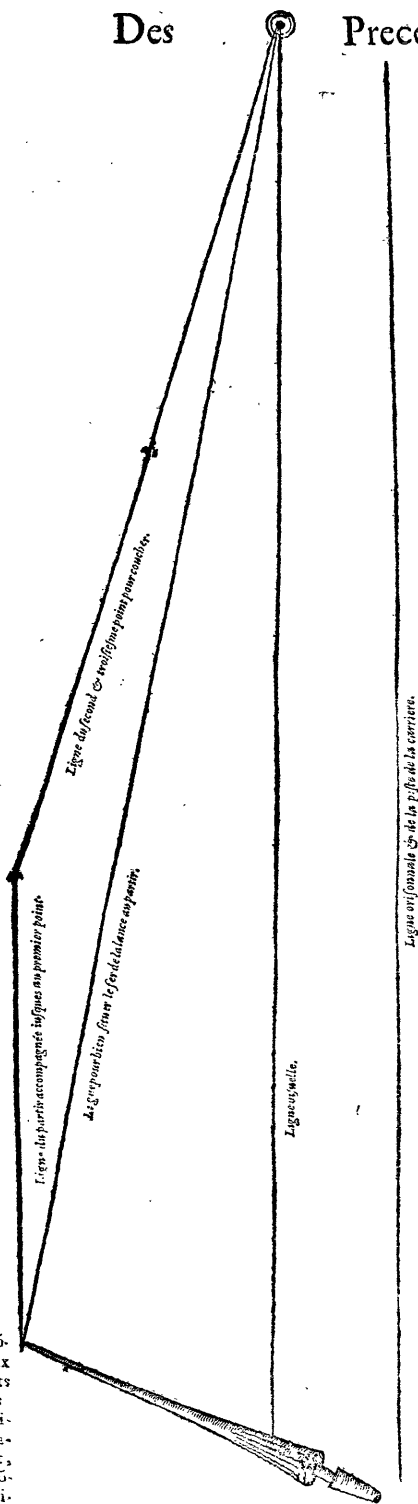 Des Prece
Ligne du second & troisiesme point pour coucher.
Ligne du partir accompagnée iusques au premier point.
Ligne pour bien situer le fer de la lance au partir.
Ligne visuelle.
Ligne orisonnale & de la piste de la carriere.